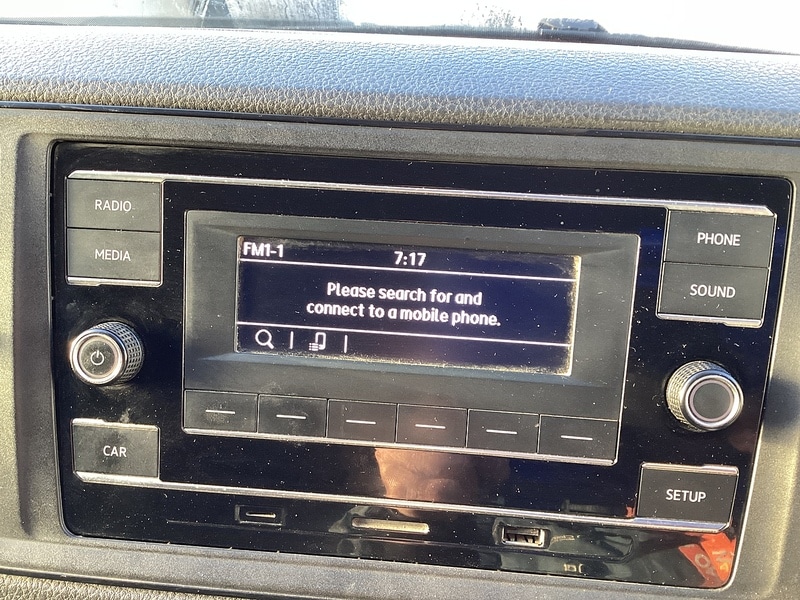 RADIO
MEDIA
FM1-1 7:17
Please search for and
connect to a mobile phone.
PHONE
SOUND
CAR
SETUP